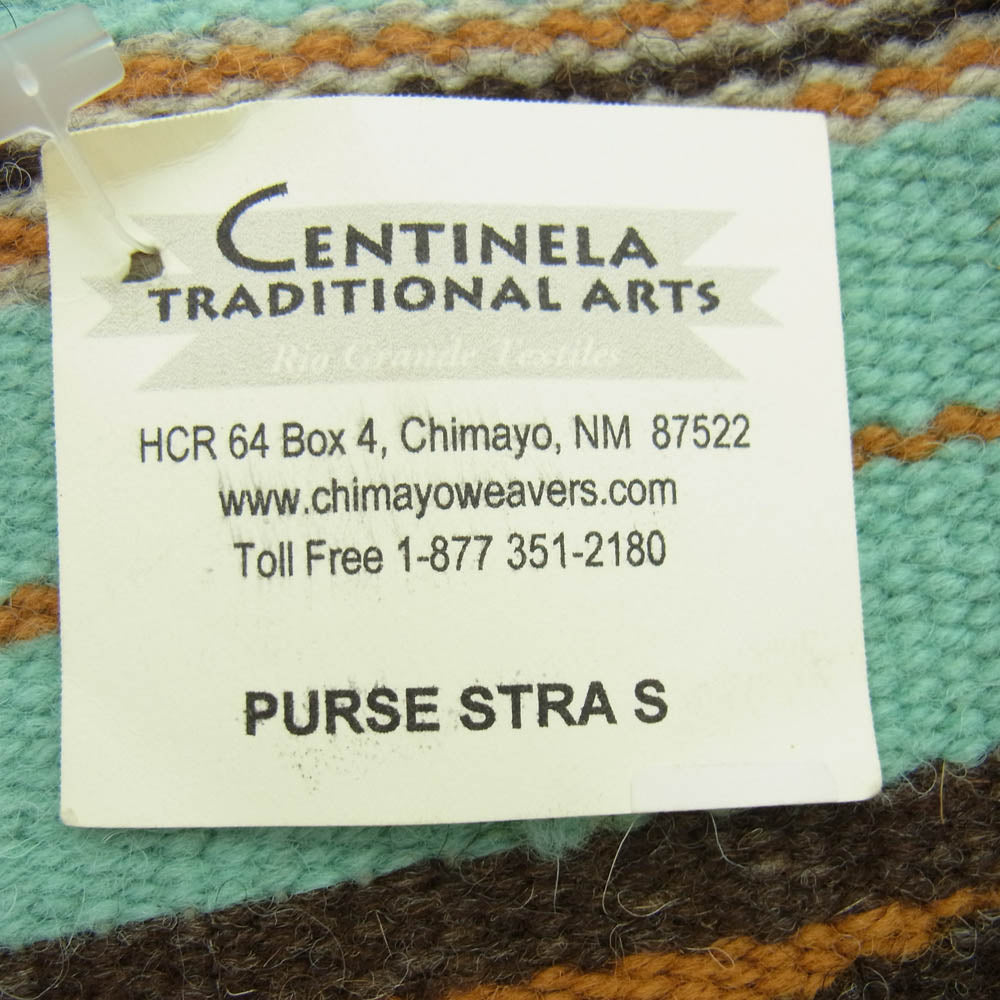 CENTINELA
TRADITIONAL ARTS
Rio Grande Textiles
HCR 64 Box 4, Chimayo, NM 87522
www.chimayoweavers.com
Toll Free 1-877 351-2180
PURSE STRA S